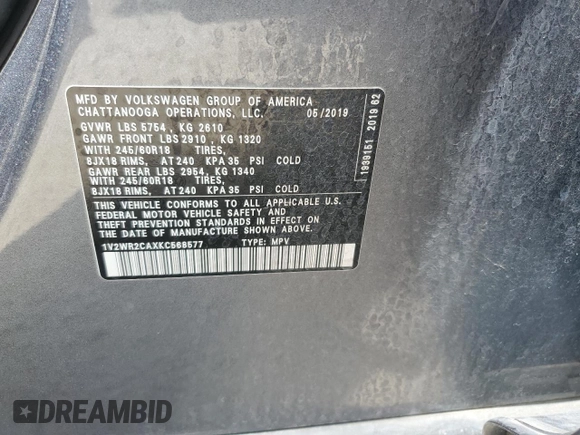 MFD BY VOLKSWAGEN GROUP OF AMERICA
CHATTANOOGA OPERATIONS, LLC. 05/2019
GVWR LBS 5754 , KG 2610
GAWR FRONT LBS 2910 , KG 1320
WITH 245/60R18 TIRES,
8JX18 RIMS, AT 240 KPA 35 PSI COLD
GAWR REAR LBS 2954, KG 1340
WITH 245/60R18 TIRES,
8JX18 RIMS, AT 240 KPA 35 PSI COLD
THIS VEHICLE CONFORMS TO ALL APPLICABLE U.S.
FEDERAL MOTOR VEHICLE SAFETY AND
THEFT PREVENTION STANDARDS IN EFFECT ON
THE DATE OF MANUFACTURE SHOWN ABOVE.
1V2WR2CAXKC568577 TYPE: MPV
1939151 2019 62
DREAMBID